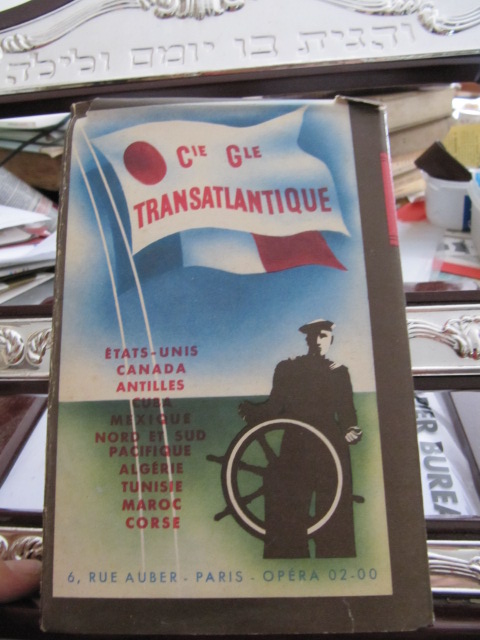 והגית בו יומם ולילה
CIE GLE
TRANSATLANTIQUE
ÉTATS-UNIS
CANADA
ANTILLES
CUBA
MEXIQUE
NORD ET SUD
PACIFIQUE
ALGÉRIE
TUNISIE
MAROC
CORSE
6, RUE AUBER - PARIS - OPÉRA 02-00
BUREA